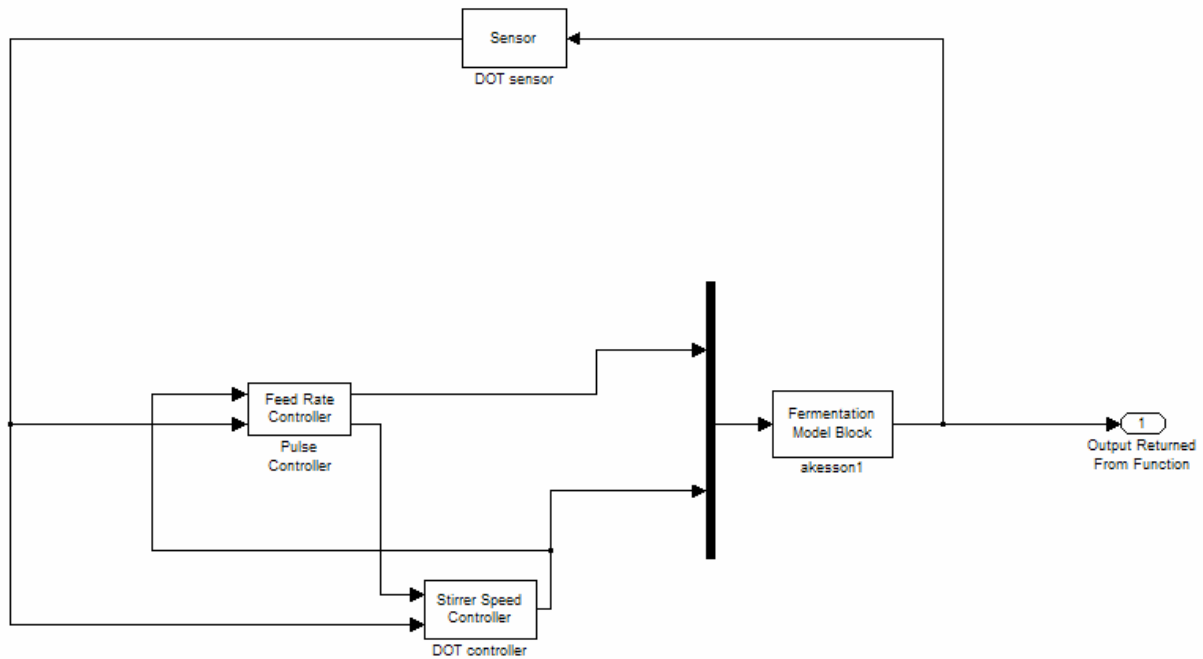 Sensor
DOT sensor
Feed Rate
Controller
Pulse
Controller
Fermentation
Model Block
akesson1
1
Output Returned
From Function
Stirrer Speed
Controller
DOT controller